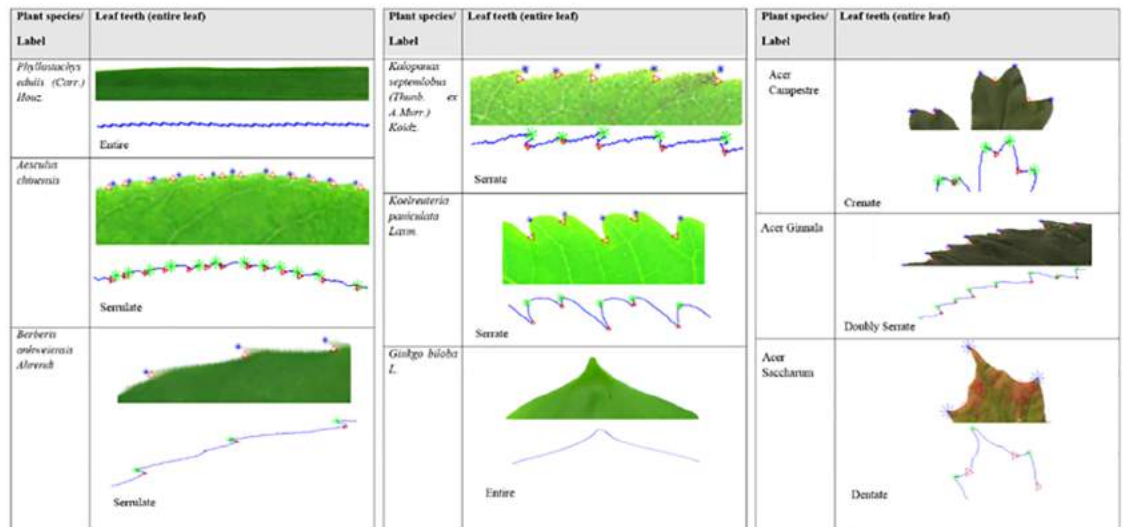 Plant species/ Leaf teeth (entire leaf)
Label
Phyllostachys
edulis (Carr.)
Houz.
Entire
Aesculus
chinensis
Serrulate
Berberis
anhweiensis
Ahrendt
Serrulate
Plant species/ Leaf teeth (entire leaf)
Label
Kalopanax
septemlobus
(Thunb. ex
A.Murr.)
Koidz.
Serrate
Koelreuteria
paniculata
Laxm.
Serrate
Ginkgo biloba
L.
Entire
Plant species/ Leaf teeth (entire leaf)
Label
Acer
Campestre
Crenate
Acer Ginnala
Doubly Serrate
Acer
Saccharum
Dentate